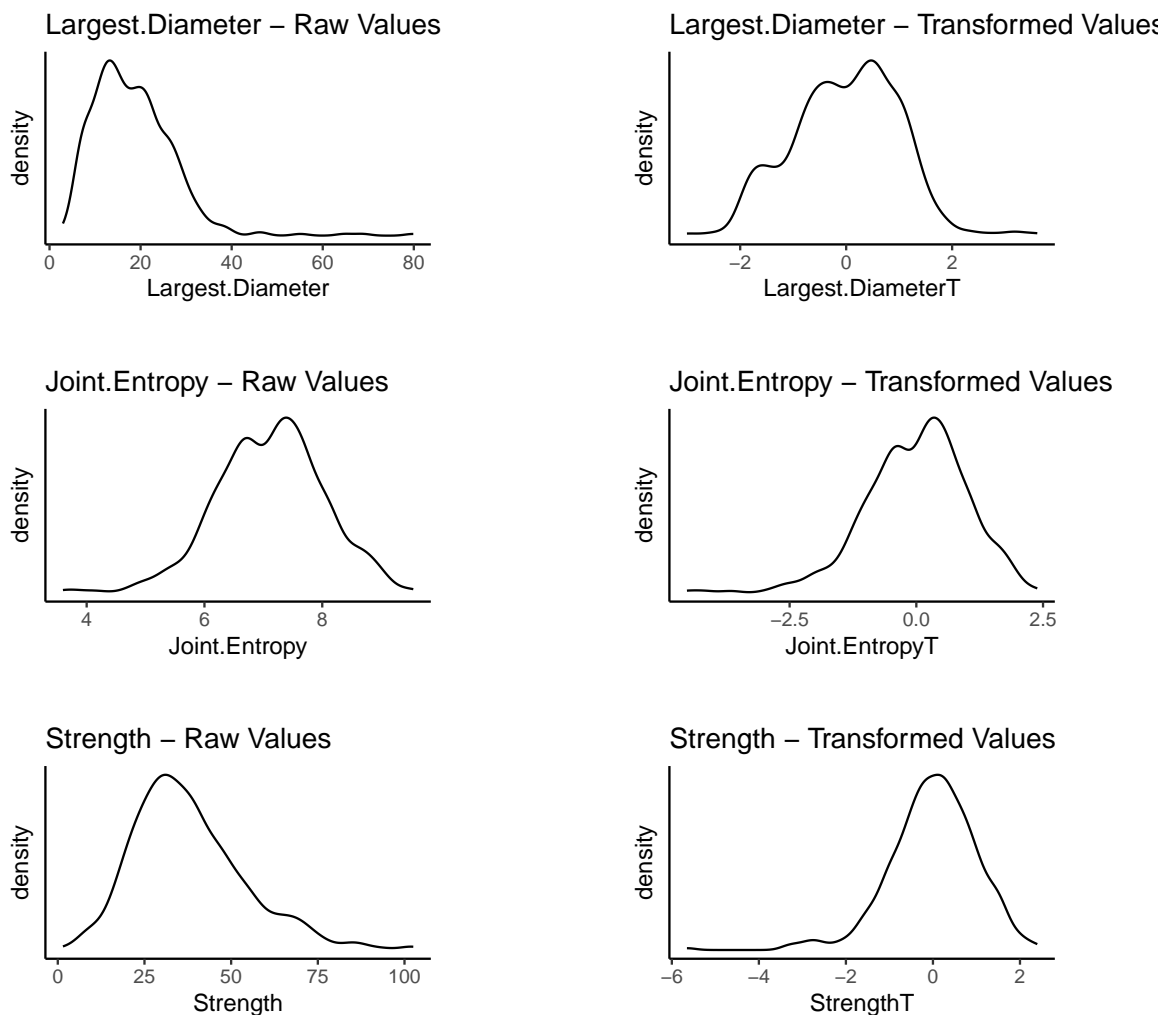 Largest.Diameter – Raw Values
density
0 20 40 60 80
Largest.Diameter
Largest.Diameter – Transformed Values
density
−2 0 2
Largest.DiameterT
Joint.Entropy – Raw Values
density
4 6 8
Joint.Entropy
Joint.Entropy – Transformed Values
density
−2.5 0.0 2.5
Joint.EntropyT
Strength – Raw Values
density
0 25 50 75 100
Strength
Strength – Transformed Values
density
−6 −4 −2 0 2
StrengthT